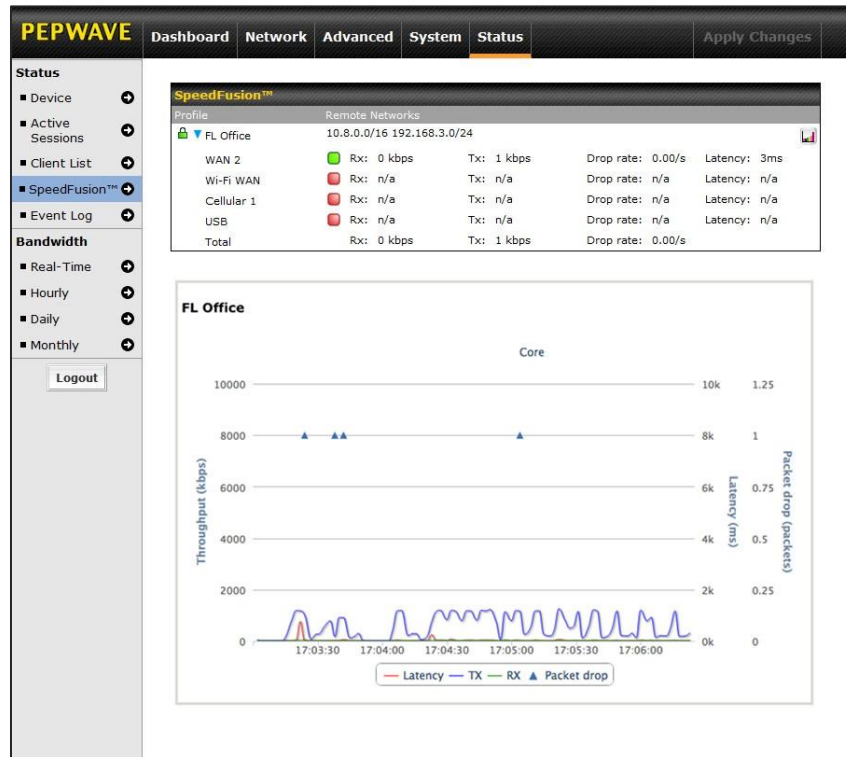 PEPWAVE
Dashboard Network Advanced System Status Apply Changes
Status
Device
Active Sessions
Client List
SpeedFusion™
Event Log
Bandwidth
Real-Time
Hourly
Daily
Monthly
Logout
SpeedFusion™
Profile Remote Networks
FL Office 10.8.0.0/16 192.168.3.0/24
WAN 2 Rx: 0 kbps Tx: 1 kbps Drop rate: 0.00/s Latency: 3ms
Wi-Fi WAN Rx: n/a Tx: n/a Drop rate: n/a Latency: n/a
Cellular 1 Rx: n/a Tx: n/a Drop rate: n/a Latency: n/a
USB Rx: n/a Tx: n/a Drop rate: n/a Latency: n/a
Total Rx: 0 kbps Tx: 1 kbps Drop rate: 0.00/s
FL Office
Core
10000 10k 1.25
8000 8k 1
6000 6k 0.75
4000 4k 0.5
2000 2k 0.25
0 0k 0
Throughput (kbps)
Latency (ms)
Packet drop (packets)
17:03:30 17:04:00 17:04:30 17:05:00 17:05:30 17:06:00
Latency TX RX Packet drop